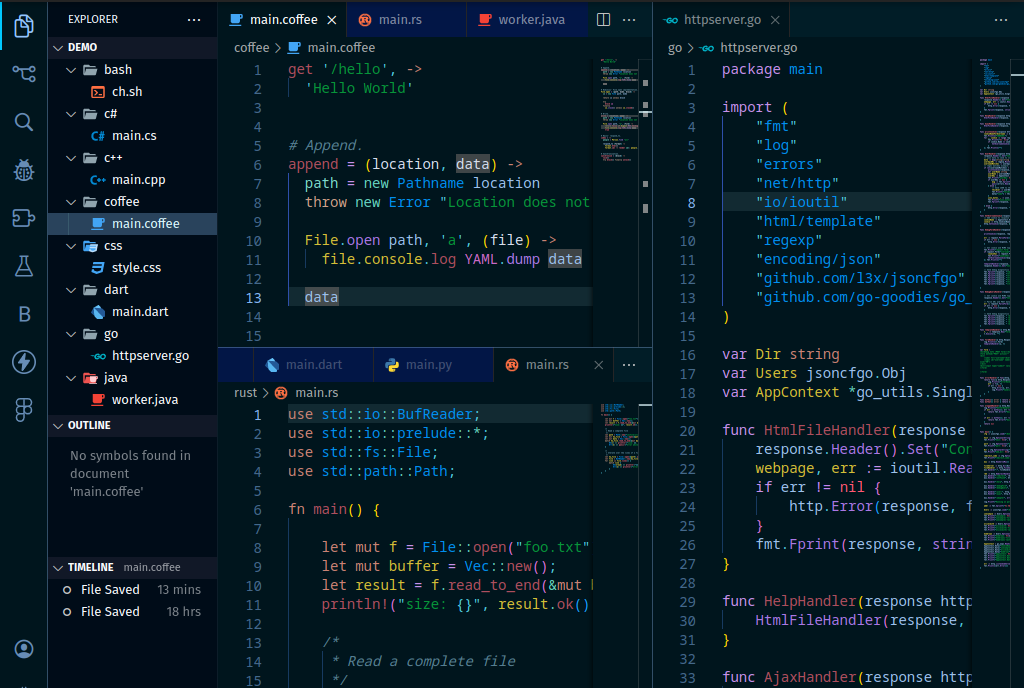 EXPLORER
DEMO
bash
ch.sh
c#
main.cs
c++
main.cpp
coffee
main.coffee
css
style.css
dart
main.dart
go
httpserver.go
java
worker.java
OUTLINE
No symbols found in
document
'main.coffee'
TIMELINE main.coffee
File Saved 13 mins
File Saved 18 hrs
main.coffee main.rs worker.java
coffee > main.coffee
1 get '/hello', ->
2 'Hello World'
3
4
5 # Append.
6 append = (location, data) ->
7 path = new Pathname location
8 throw new Error "Location does not
9
10 File.open path, 'a', (file) ->
11 file.console.log YAML.dump data
12
13 data
14
15
main.dart main.py main.rs
rust > main.rs
1 use std::io::BufReader;
2 use std::io::prelude::*;
3 use std::fs::File;
4 use std::path::Path;
5
6 fn main() {
7
8 let mut f = File::open("foo.txt"
9 let mut buffer = Vec::new();
10 let result = f.read_to_end(&mut
11 println!("size: {}", result.ok()
12
13 /*
14 * Read a complete file
15 */
httpserver.go
go > httpserver.go
1 package main
2
3 import (
4 "fmt"
5 "log"
6 "errors"
7 "net/http"
8 "io/ioutil"
9 "html/template"
10 "regexp"
11 "encoding/json"
12 "github.com/l3x/jsoncfgo"
13 "github.com/go-goodies/go_
14 )
15
16 var Dir string
17 var Users jsoncfgo.Obj
18 var AppContext *go_utils.Singl
19
20 func HtmlFileHandler(response
21 response.Header().Set("Con
22 webpage, err := ioutil.Rea
23 if err != nil {
24 http.Error(response, f
25 }
26 fmt.Fprint(response, strin
27 }
28
29 func HelpHandler(response http
30 HtmlFileHandler(response,
31 }
32
33 func AjaxHandler(response http